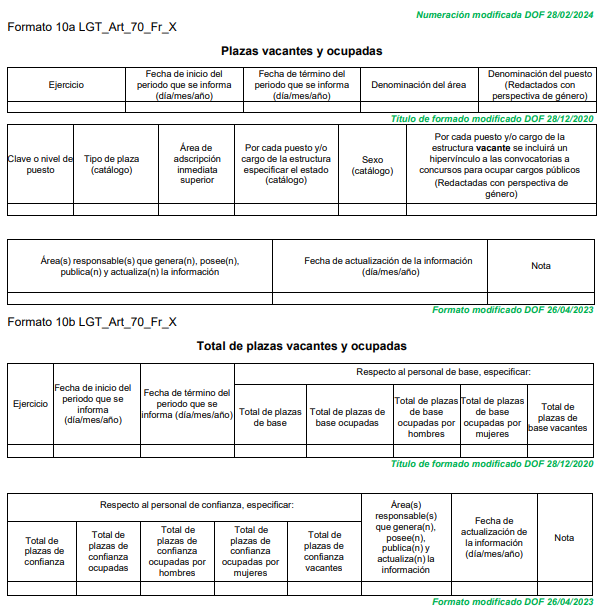 Numeración modificada DOF 28/02/2024
Formato 10a LGT_Art_70_Fr_X
Plazas vacantes y ocupadas
Ejercicio
Fecha de inicio del
periodo que se informa
(día/mes/año)
Fecha de término del
periodo que se informa
(día/mes/año)
Denominación del área
Denominación del puesto
(Redactados con
perspectiva de género)
Título de formato modificado DOF 28/12/2020
Clave o nivel de
puesto
Tipo de plaza
(catálogo)
Área de
adscripción
inmediata
superior
Por cada puesto y/o
cargo de la estructura
especificar el estado
(catálogo)
Sexo
(catálogo)
Por cada puesto y/o cargo de la
estructura vacante se incluirá un
hipervínculo a las convocatorias a
concursos para ocupar cargos públicos
(Redactadas con perspectiva de
género)
Área(s) responsable(s) que genera(n), posee(n),
publica(n) y actualiza(n) la información
Fecha de actualización de la información
(día/mes/año)
Nota
Formato modificado DOF 26/04/2023
Formato 10b LGT_Art_70_Fr_X
Total de plazas vacantes y ocupadas
Ejercicio
Fecha de inicio del
periodo que se
informa
(día/mes/año)
Fecha de término del
periodo que se
informa (día/mes/año)
Respecto al personal de base, especificar:
Total de plazas
de base
Total de plazas de
base ocupadas
Total de plazas
de base
ocupadas por
hombres
Total de plazas
de base
ocupadas por
mujeres
Total de
plazas de
base vacantes
Título de formato modificado DOF 28/12/2020
Respecto al personal de confianza, especificar:
Total de
plazas de
confianza
Total de
plazas de
confianza
ocupadas
Total de
plazas de
confianza
ocupadas por
hombres
Total de
plazas de
confianza
ocupadas por
mujeres
Total de
plazas de
confianza
vacantes
Área(s)
responsable(s)
que genera(n),
posee(n),
publica(n) y
actualiza(n) la
información
Fecha de
actualización de
la información
(día/mes/año)
Nota
Formato modificado DOF 26/04/2023